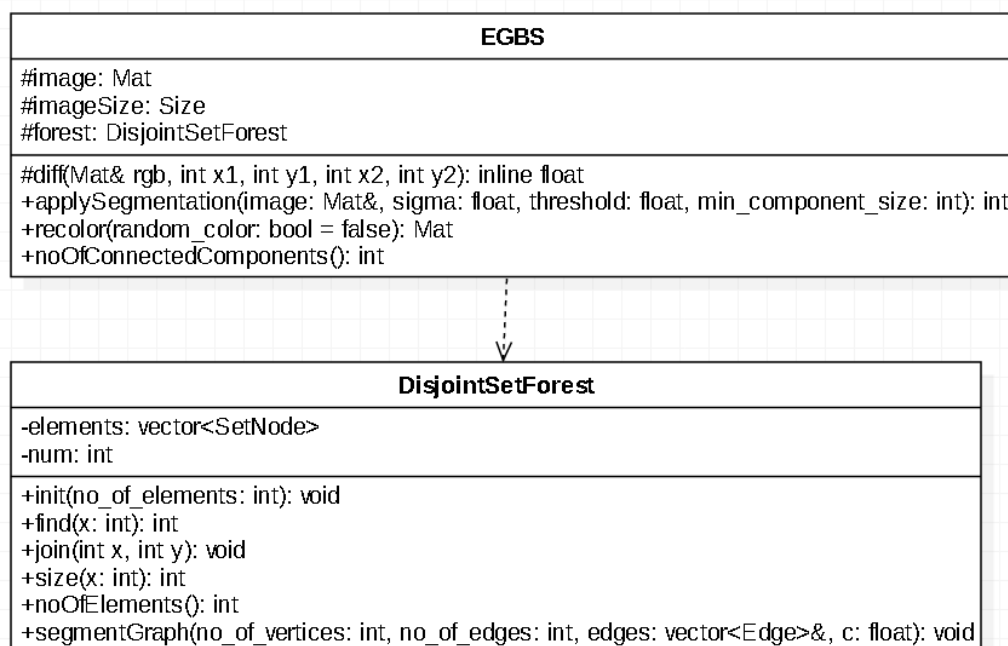 EGBS
#image: Mat
#imageSize: Size
#forest: DisjointSetForest
#diff(Mat& rgb, int x1, int y1, int x2, int y2): inline float
+applySegmentation(image: Mat&, sigma: float, threshold: float, min_component_size: int): int
+recolor(random_color: bool = false): Mat
+noOfConnectedComponents(): int
DisjointSetForest
-elements: vector<SetNode>
-num: int
+init(no_of_elements: int): void
+find(x: int): int
+join(int x, int y): void
+size(x: int): int
+noOfElements(): int
+segmentGraph(no_of_vertices: int, no_of_edges: int, edges: vector<Edge>&, c: float): void